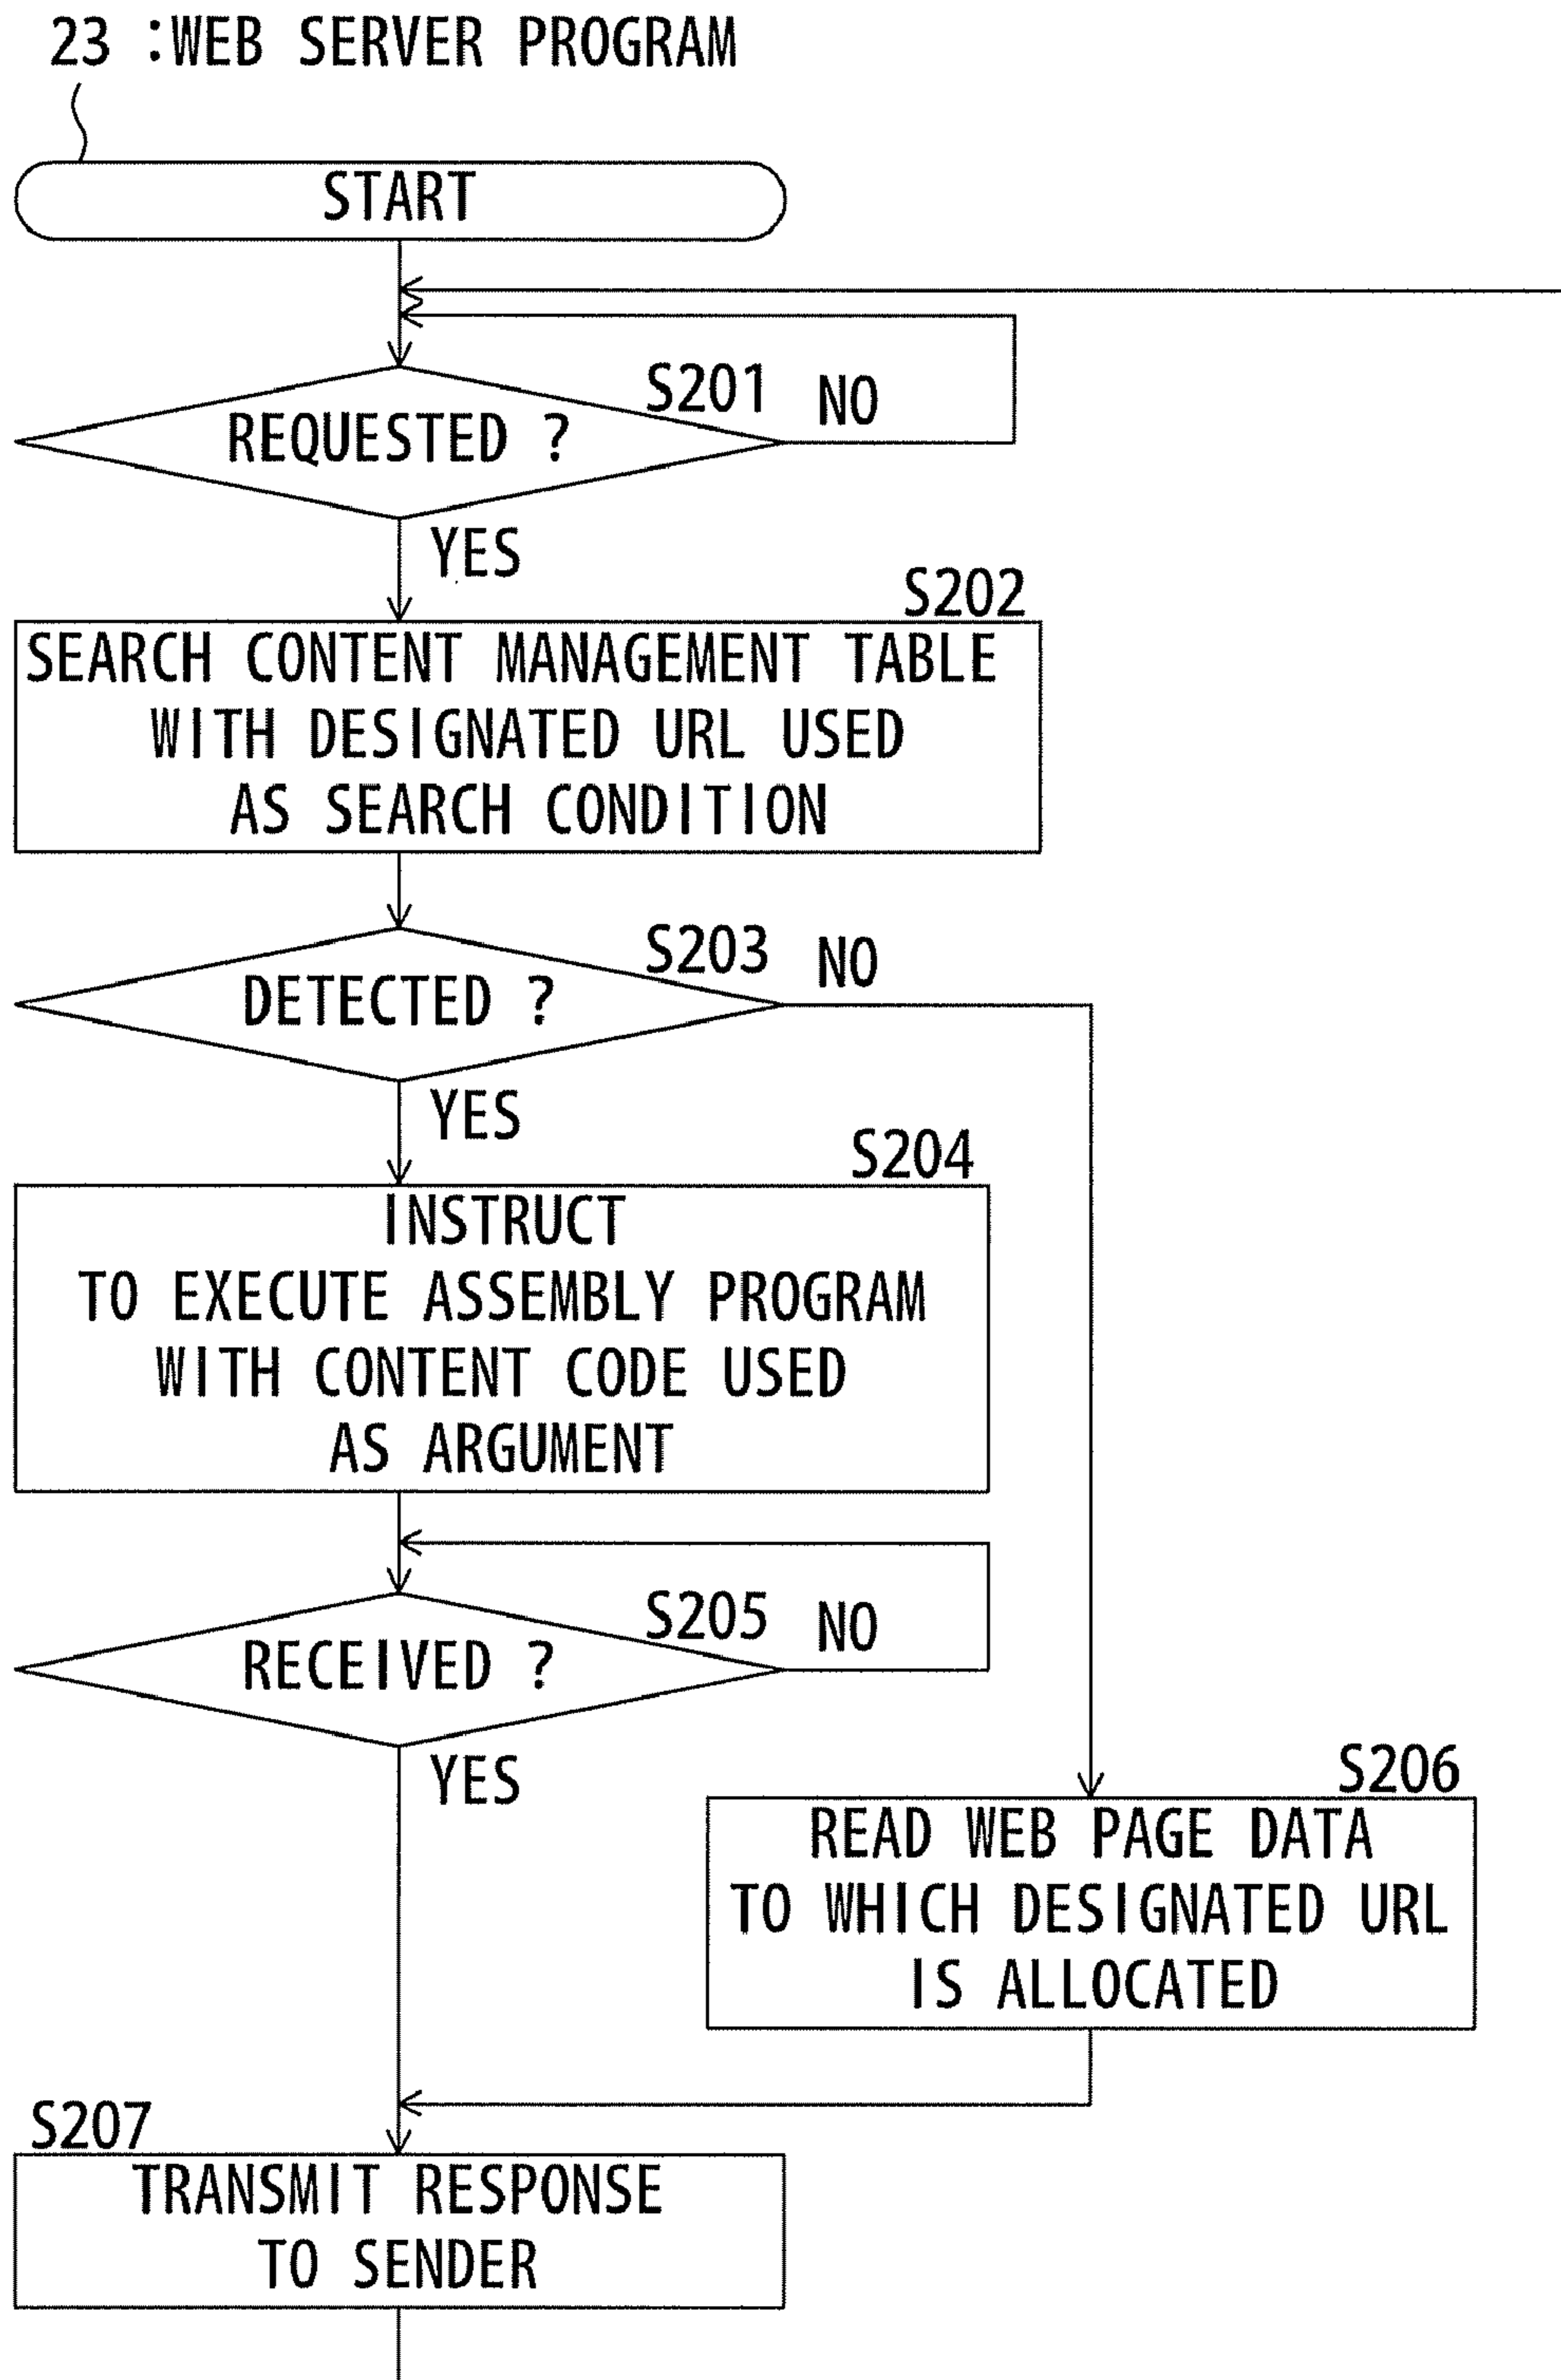 23 :WEB SERVER PROGRAM
START
S201
NO
REQUESTED ?
YES
S202
SEARCH CONTENT MANAGEMENT TABLE
WITH DESIGNATED URL USED
AS SEARCH CONDITION
S203
NO
DETECTED ?
YES
S204
INSTRUCT
TO EXECUTE ASSEMBLY PROGRAM
WITH CONTENT CODE USED
AS ARGUMENT
S205
NO
RECEIVED ?
YES
S206
READ WEB PAGE DATA
TO WHICH DESIGNATED URL
IS ALLOCATED
S207
TRANSMIT RESPONSE
TO SENDER